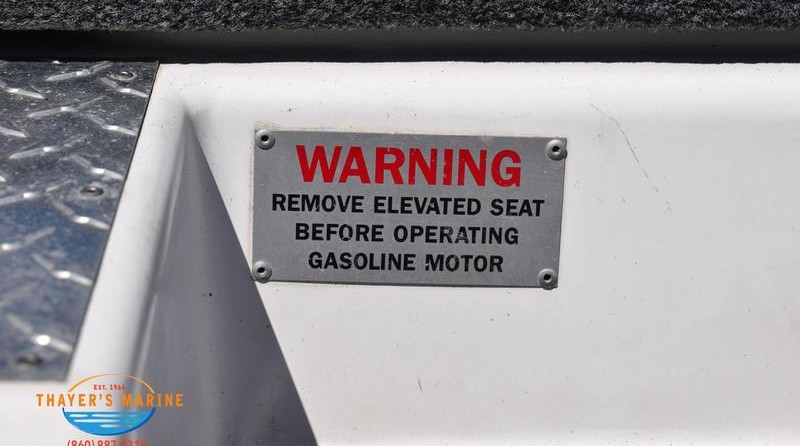 WARNING
REMOVE ELEVATED SEAT
BEFORE OPERATING
GASOLINE MOTOR
EST. 1964
THAYER'S MARINE